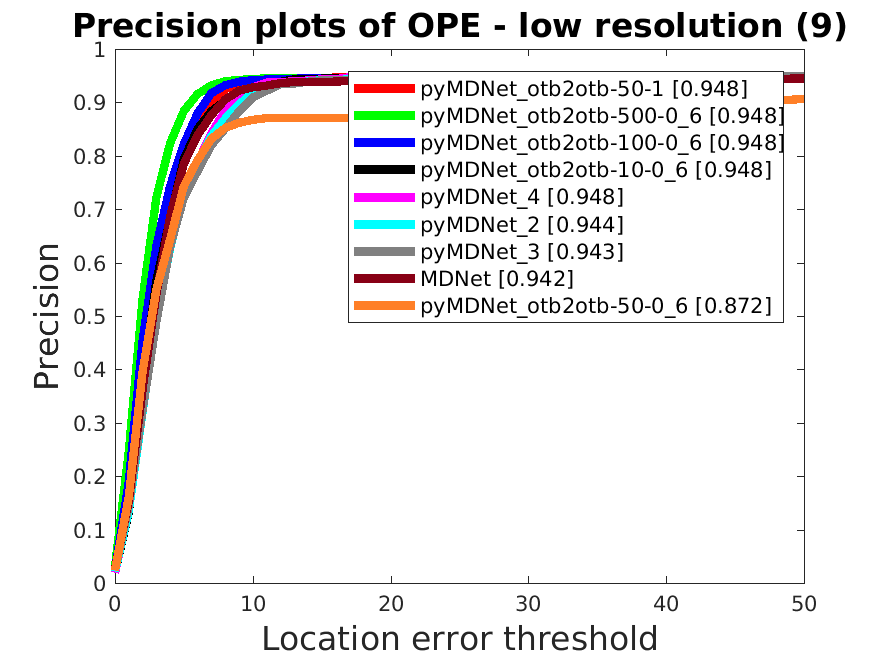 Precision plots of OPE - low resolution (9)
1
0.9
0.8
0.7
0.6
0.5
0.4
0.3
0.2
0.1
0
Precision
pyMDNet_otb2otb-50-1 [0.948]
pyMDNet_otb2otb-500-0_6 [0.948]
pyMDNet_otb2otb-100-0_6 [0.948]
pyMDNet_otb2otb-10-0_6 [0.948]
pyMDNet_4 [0.948]
pyMDNet_2 [0.944]
pyMDNet_3 [0.943]
MDNet [0.942]
pyMDNet_otb2otb-50-0_6 [0.872]
0 10 20 30 40 50
Location error threshold